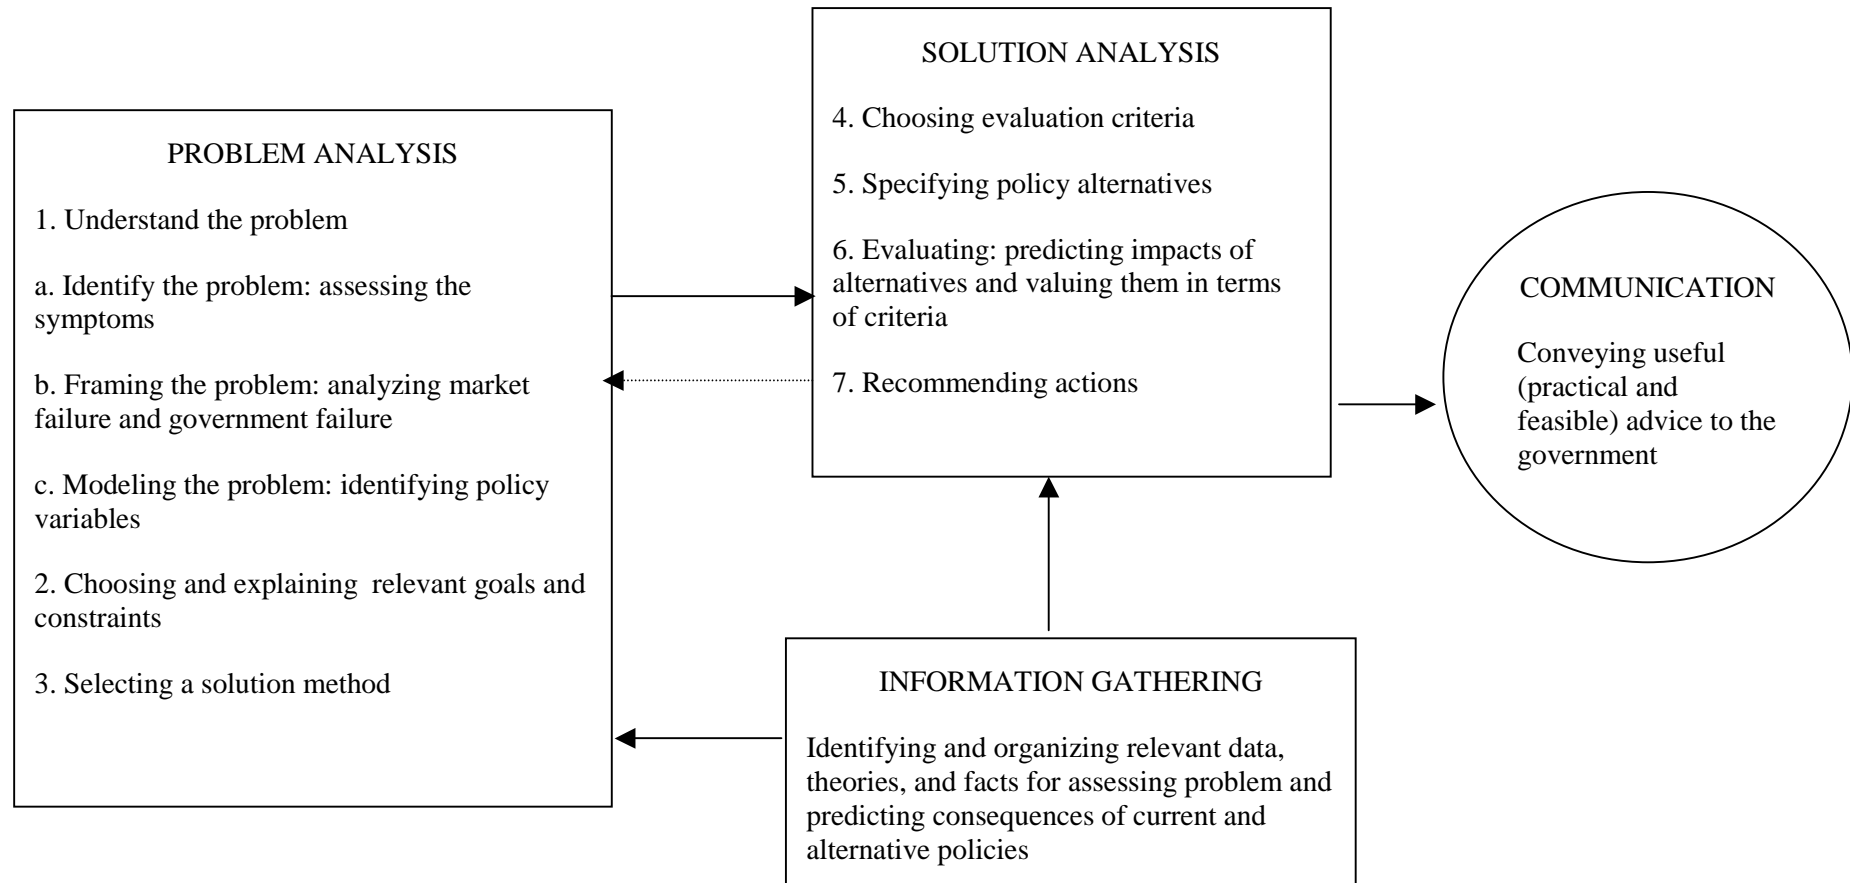 PROBLEM ANALYSIS
1. Understand the problem
a. Identify the problem: assessing the
symptoms
b. Framing the problem: analyzing market
failure and government failure
c. Modeling the problem: identifying policy
variables
2. Choosing and explaining  relevant goals and
constraints
3. Selecting a solution method
SOLUTION ANALYSIS
4. Choosing evaluation criteria
5. Specifying policy alternatives
6. Evaluating: predicting impacts of
alternatives and valuing them in terms
of criteria
7. Recommending actions
COMMUNICATION
Conveying useful
(practical and
feasible) advice to the
government
INFORMATION GATHERING
Identifying and organizing relevant data,
theories, and facts for assessing problem and
predicting consequences of current and
alternative policies